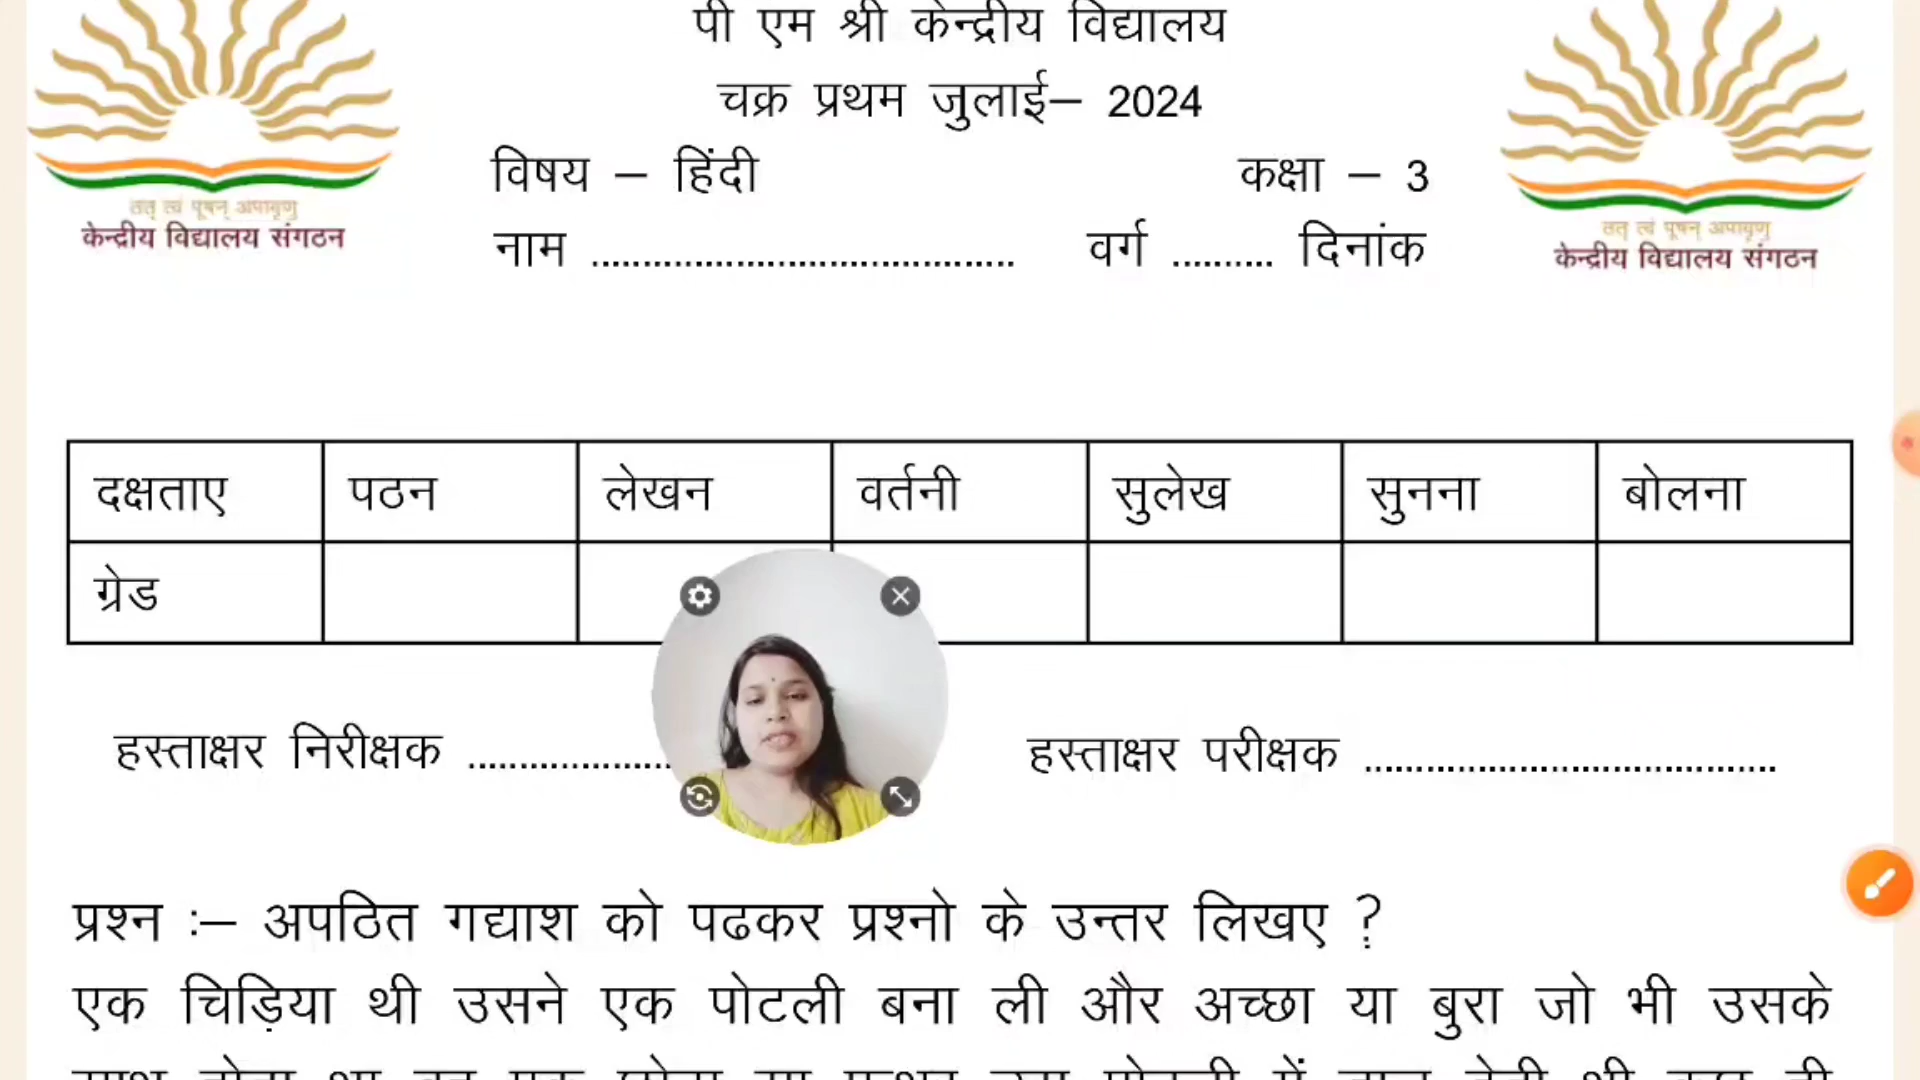 पी एम श्री केन्द्रीय विद्यालय
चक्र प्रथम जुलाई– 2024
विषय – हिंदी कक्षा – 3
नाम ......................................... वर्ग .......... दिनांक
तत् त्वं पूषन् अपावृणु
केन्द्रीय विद्यालय संगठन
तत् त्वं पूषन् अपावृणु
केन्द्रीय विद्यालय संगठन
दक्षताए पठन लेखन वर्तनी सुलेख सुनना बोलना
ग्रेड
हस्ताक्षर निरीक्षक .................... हस्ताक्षर परीक्षक ........................................
प्रश्न :– अपठित गद्याश को पढकर प्रश्नो के उन्तर लिखए ?
एक चिड़िया थी उसने एक पोटली बना ली और अच्छा या बुरा जो भी उसके